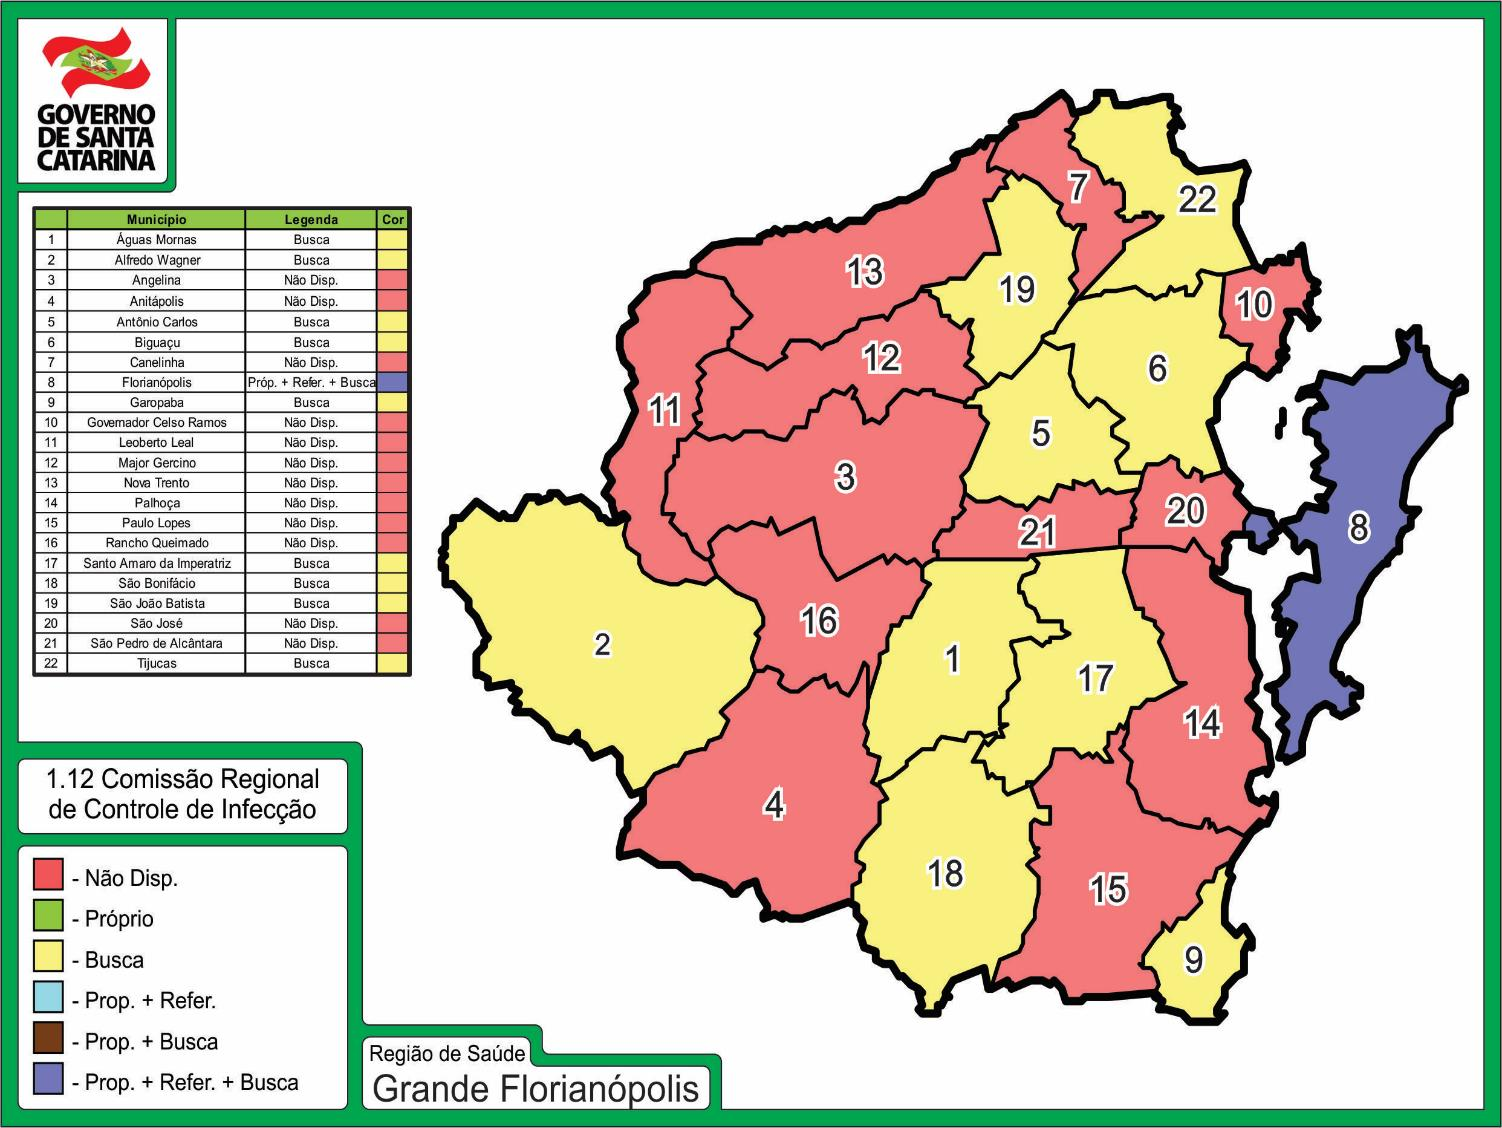 GOVERNO
DE SANTA
CATARINA
Município Legenda Cor
1 Águas Mornas Busca
2 Alfredo Wagner Busca
3 Angelina Não Disp.
4 Anitápolis Não Disp.
5 Antônio Carlos Busca
6 Biguaçu Busca
7 Canelinha Não Disp.
8 Florianópolis Próp. + Refer. + Busca
9 Garopaba Busca
10 Governador Celso Ramos Não Disp.
11 Leoberto Leal Não Disp.
12 Major Gercino Não Disp.
13 Nova Trento Não Disp.
14 Palhoça Não Disp.
15 Paulo Lopes Não Disp.
16 Rancho Queimado Não Disp.
17 Santo Amaro da Imperatriz Busca
18 São Bonifácio Busca
19 São João Batista Busca
20 São José Não Disp.
21 São Pedro de Alcântara Não Disp.
22 Tijucas Busca
7
22
13
19
10
12
6
11
5
3
20
8
21
16
2
1
17
14
4
18
15
9
1.12 Comissão Regional
de Controle de Infecção
- Não Disp.
- Próprio
- Busca
- Prop. + Refer.
- Prop. + Busca
- Prop. + Refer. + Busca
Região de Saúde
Grande Florianópolis